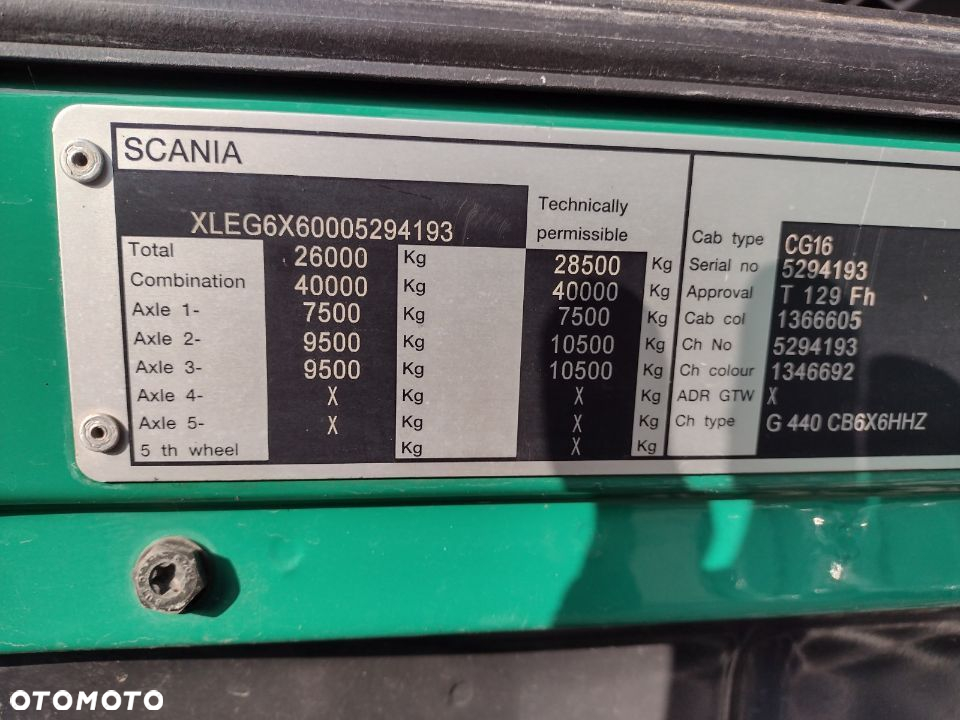 SCANIA
XLEG6X60005294193
Technically
permissible
Total 26000 Kg 28500 Kg
Combination 40000 Kg 40000 Kg
Axle 1- 7500 Kg 7500 Kg
Axle 2- 9500 Kg 10500 Kg
Axle 3- 9500 Kg 10500 Kg
Axle 4- X Kg X Kg
Axle 5- X Kg X Kg
5 th wheel Kg X Kg
Cab type CG16
Serial no 5294193
Approval T 129 Fh
Cab col 1366605
Ch No 5294193
Ch colour 1346692
ADR GTW X
Ch type G 440 CB6X6HHZ
OTOMOTO